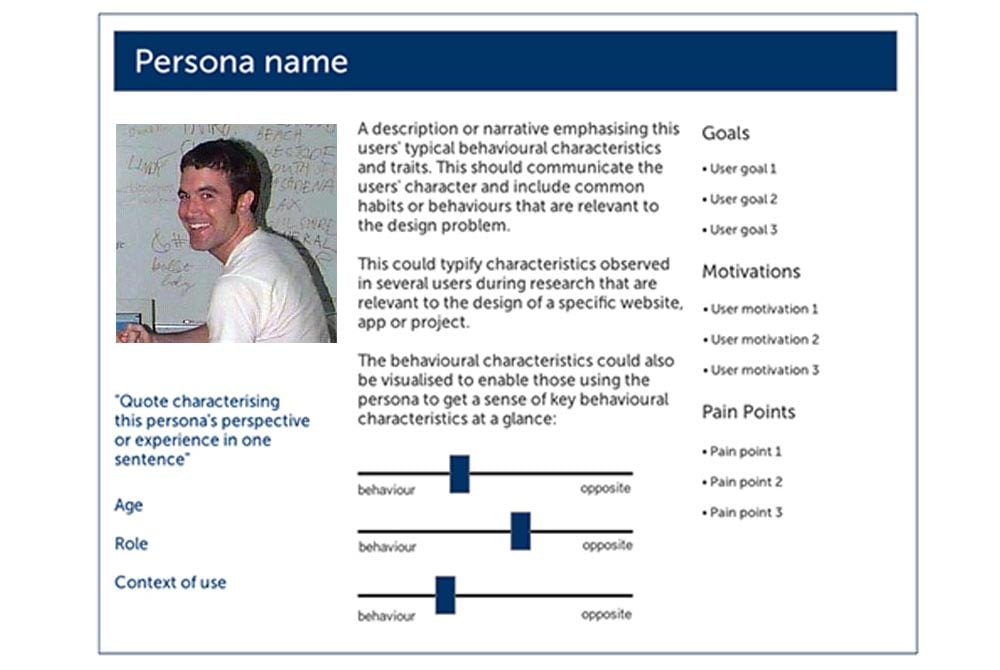 Persona name
THIRD
BEACH
LINDA
&#
bullet
"Quote characterising
this persona's perspective
or experience in one
sentence"
Age
Role
Context of use
A description or narrative emphasising this
users' typical behavioural characteristics
and traits. This should communicate the
users' character and include common
habits or behaviours that are relevant to
the design problem.
This could typify characteristics observed
in several users during research that are
relevant to the design of a specific website,
app or project.
The behavioural characteristics could also
be visualised to enable those using the
persona to get a sense of key behavioural
characteristics at a glance:
behaviour opposite
behaviour opposite
behaviour opposite
Goals
• User goal 1
• User goal 2
• User goal 3
Motivations
• User motivation 1
• User motivation 2
• User motivation 3
Pain Points
• Pain point 1
• Pain point 2
• Pain point 3